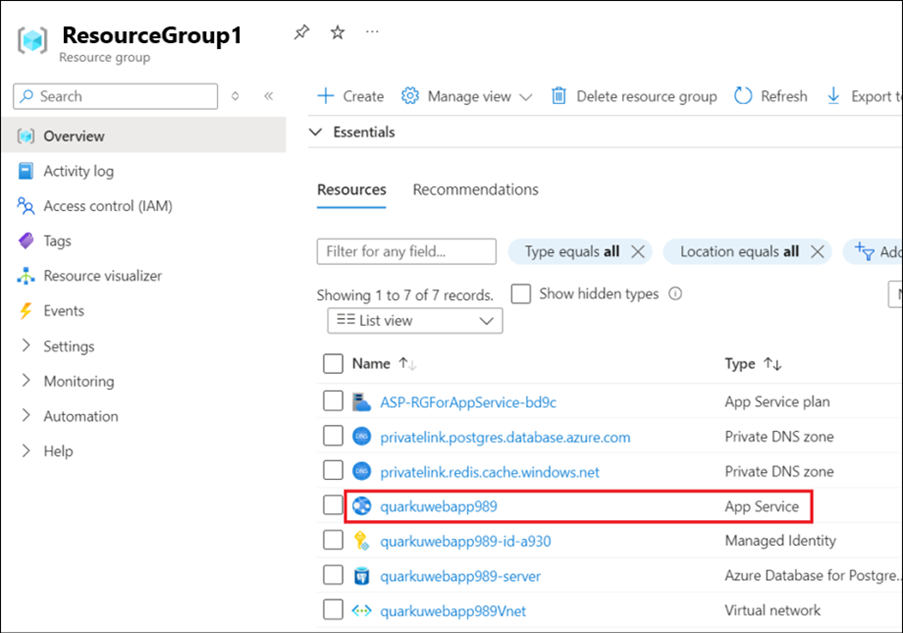 ResourceGroup1
Resource group
...
Search
Overview
Activity log
Access control (IAM)
Tags
Resource visualizer
Events
Settings
Monitoring
Automation
Help
Create Manage view Delete resource group Refresh Export t
Essentials
Resources Recommendations
Filter for any field... Type equals all Location equals all Add
Showing 1 to 7 of 7 records. Show hidden types
List view
Name Type
ASP-RGForAppService-bd9c App Service plan
DNS privatelink.postgres.database.azure.com Private DNS zone
DNS privatelink.redis.cache.windows.net Private DNS zone
quarkuwebapp989 App Service
quarkuwebapp989-id-a930 Managed Identity
quarkuwebapp989-server Azure Database for Postgre...
quarkuwebapp989Vnet Virtual network